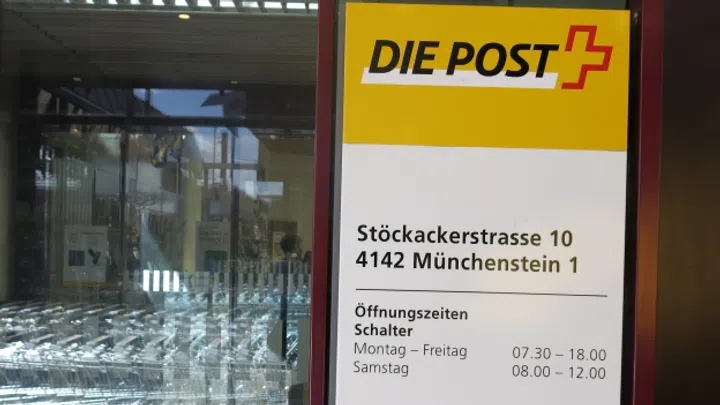 DIE POST
Stöckackerstrasse 10
4142 Münchenstein 1
Öffnungszeiten
Schalter
Montag – Freitag 07.30 – 18.00
Samstag 08.00 – 12.00